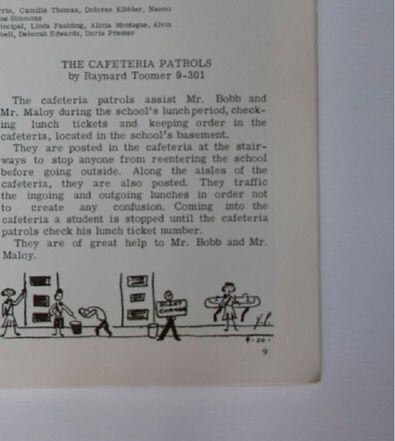 rrio, Camille Thomas, Dolores Kibler, Naomi
oe Simmons
incipal, Linda Paulding, Alicia Montague, Alvin
bell, Deborah Edwards, Doris Prester
THE CAFETERIA PATROLS
by Raynard Toomer 9-301
The cafeteria patrols assist Mr. Bobb and
Mr. Maloy during the school's lunch period, check-
ing lunch tickets and keeping order in the
cafeteria, located in the school's basement.
They are posted in the cafeteria at the stair-
ways to stop anyone from reentering the school
before going outside. Along the aisles of the
cafeteria, they are also posted. They traffic
the ingoing and outgoing lunches in order not
to create any confusion. Coming into the
cafeteria a student is stopped until the cafeteria
patrols check his lunch ticket number.
They are of great help to Mr. Bobb and Mr.
Maloy.
9